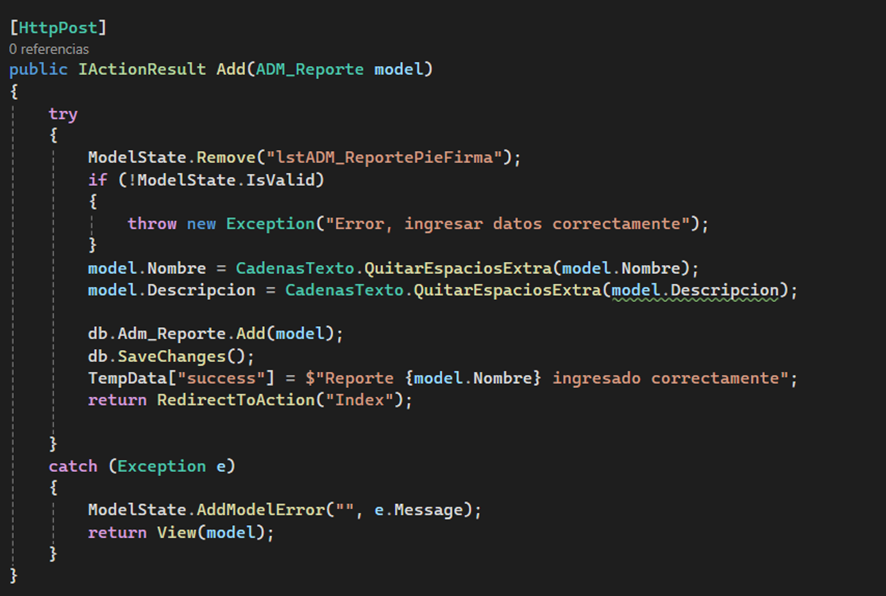 [HttpPost]
0 referencias
public IActionResult Add(ADM_Reporte model)
{
try
{
ModelState.Remove("lstADM_ReportePieFirma");
if (!ModelState.IsValid)
{
throw new Exception("Error, ingresar datos correctamente");
}
model.Nombre = CadenasTexto.QuitarEspaciosExtra(model.Nombre);
model.Descripcion = CadenasTexto.QuitarEspaciosExtra(model.Descripcion);
db.Adm_Reporte.Add(model);
db.SaveChanges();
TempData["success"] = $"Reporte {model.Nombre} ingresado correctamente";
return RedirectToAction("Index");
}
catch (Exception e)
{
ModelState.AddModelError("", e.Message);
return View(model);
}
}